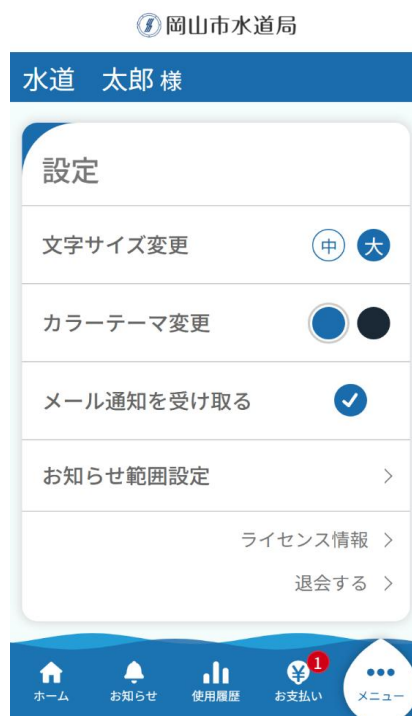 岡山市水道局
水道　太郎 様
設定
文字サイズ変更 中 大
カラーテーマ変更
メール通知を受け取る
お知らせ範囲設定
ライセンス情報
退会する
1
ホーム お知らせ 使用履歴 お支払い メニュー